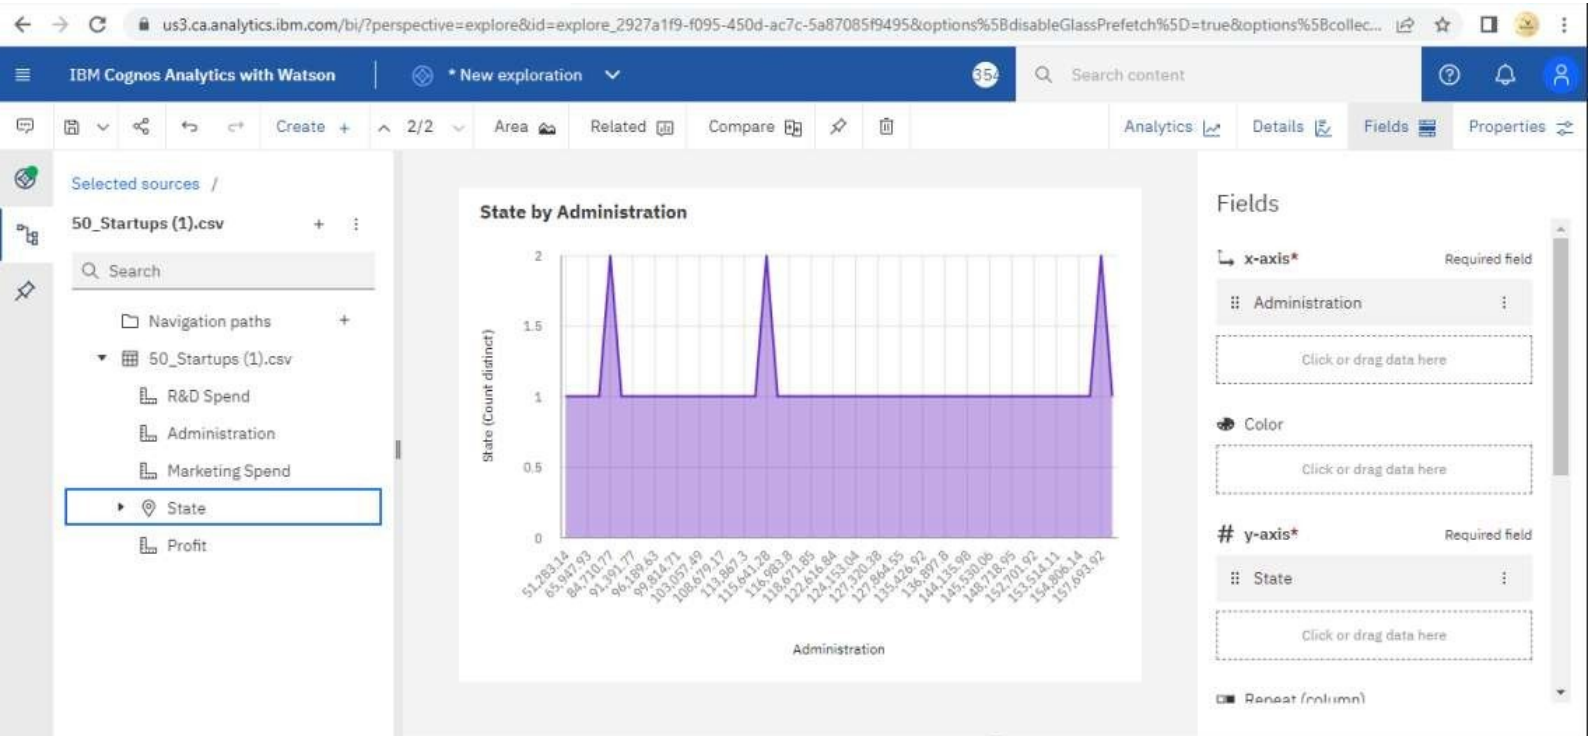 us3.ca.analytics.ibm.com/bi/?perspective=explore&id=explore_2927a1f9-f095-450d-ac7c-5a87085f9495&options%5BdisableGlassPrefetch%5D=true&options%5Bcollec...
IBM Cognos Analytics with Watson
* New exploration
354
Search content
Create +
2/2
Area
Related
Compare
Analytics
Details
Fields
Properties
Selected sources /
50_Startups (1).csv
Search
Navigation paths
50_Startups (1).csv
R&D Spend
Administration
Marketing Spend
State
Profit
State by Administration
State (Count distinct)
2
1.5
1
0.5
0
51,283.14
65,947.93
84,710.77
91,391.77
96,189.63
99,814.71
103,057.49
108,679.17
113,867.3
115,641.28
116,983.8
118,671.85
122,616.84
124,153.04
127,320.38
127,864.55
135,426.92
136,897.8
144,135.98
145,530.06
148,718.95
152,701.92
153,514.11
154,806.14
157,693.92
Administration
Fields
x-axis*
Required field
Administration
Click or drag data here
Color
Click or drag data here
# y-axis*
Required field
State
Click or drag data here
Repeat (column)